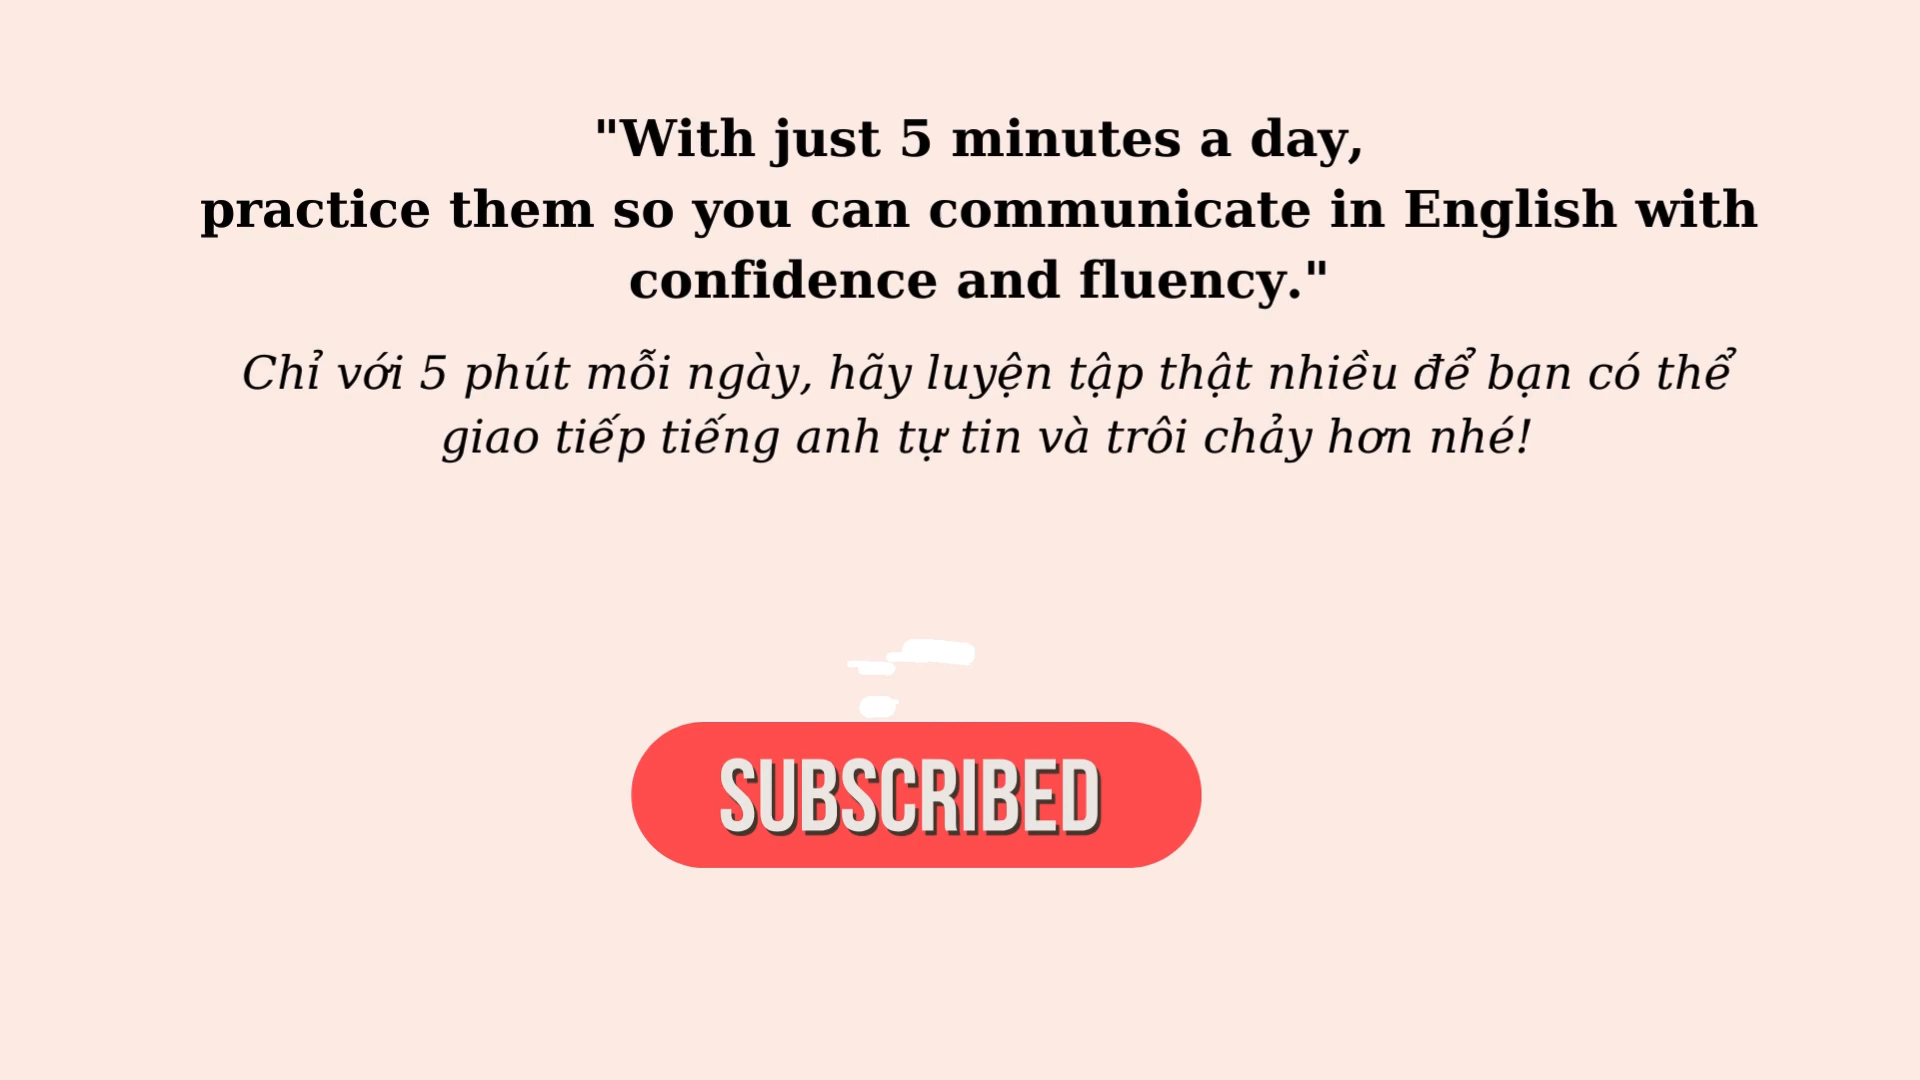 "With just 5 minutes a day,
practice them so you can communicate in English with
confidence and fluency."
Chỉ với 5 phút mỗi ngày, hãy luyện tập thật nhiều để bạn có thể
giao tiếp tiếng anh tự tin và trôi chảy hơn nhé!
SUBSCRIBED